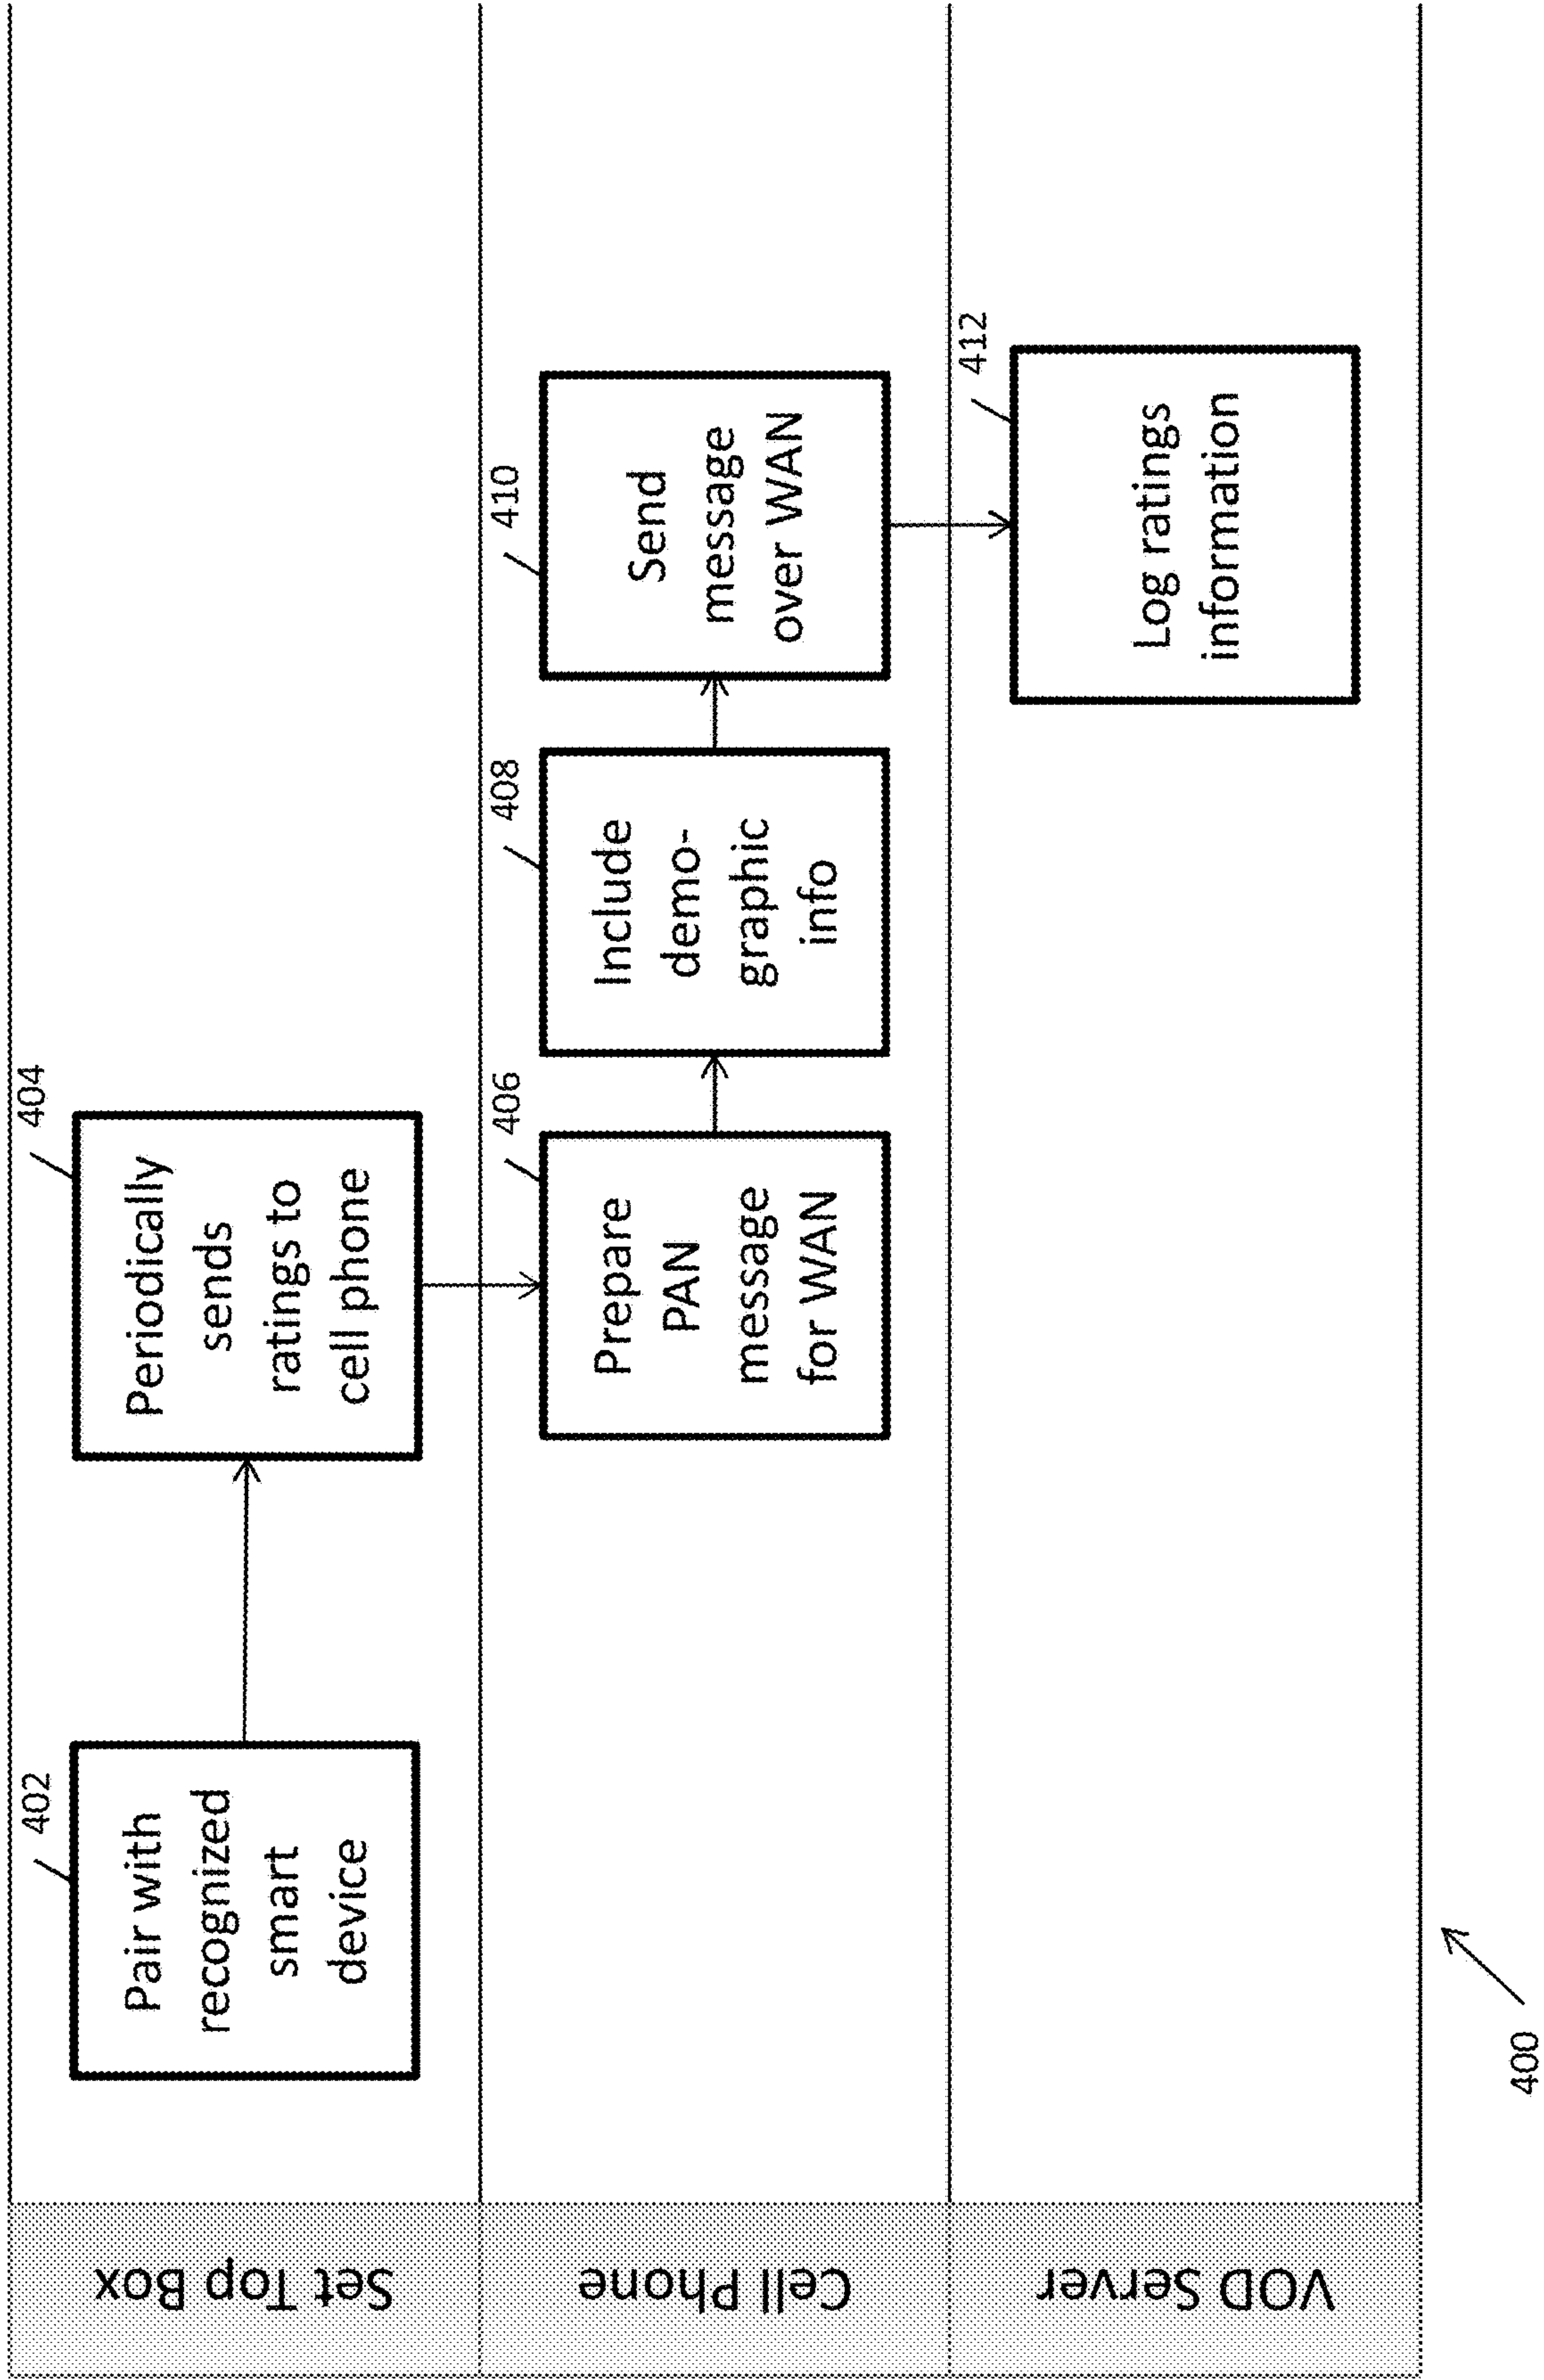 Set Top Box
402
Pair with
recognized
smart
device
404
Periodically
sends
ratings to
cell phone
Cell Phone
406
Prepare
PAN
message
for WAN
408
Include
demo-
graphic
info
410
Send
message
over WAN
VOD Server
412
Log ratings
information
400